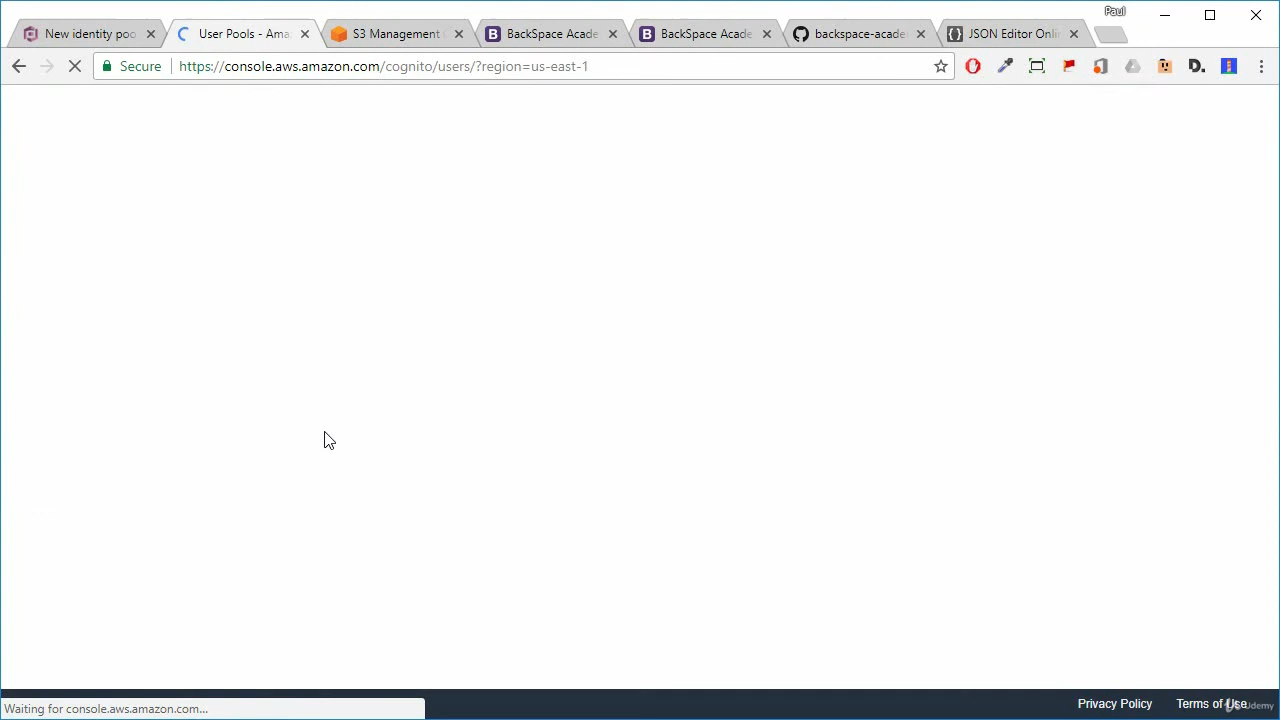 Paul
New identity poo
User Pools - Ama
S3 Management C
BackSpace Acade
BackSpace Acade
backspace-acade
JSON Editor Onli
Secure
https://console.aws.amazon.com/cognito/users/?region=us-east-1
D.
Waiting for console.aws.amazon.com...
Privacy Policy
Terms of Use
Udemy